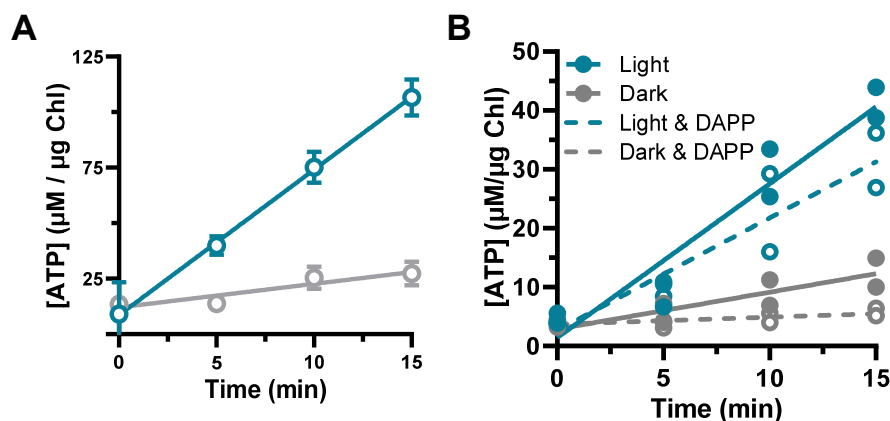 A
[ATP] (µM / µg Chl)
125
75
25
0
5
10
15
Time (min)
B
[ATP] (µM/µg Chl)
50
40
30
20
10
0
Light
Dark
Light & DAPP
Dark & DAPP
0
5
10
15
Time (min)